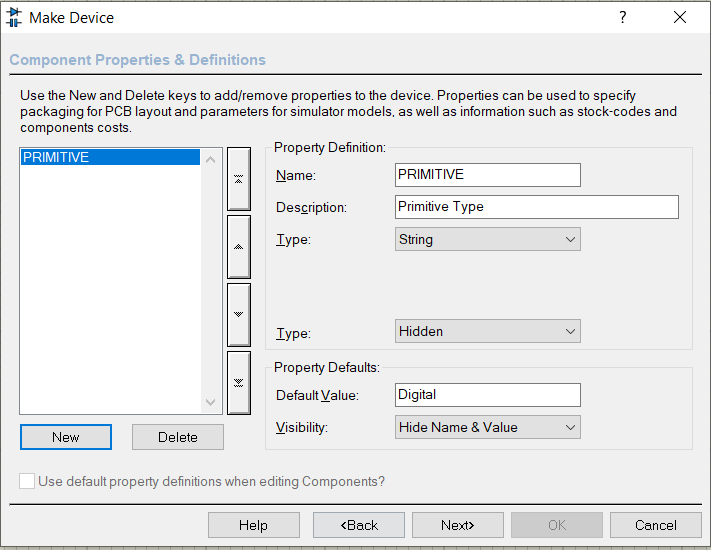 Make Device
?
Component Properties & Definitions
Use the New and Delete keys to add/remove properties to the device. Properties can be used to specify
packaging for PCB layout and parameters for simulator models, as well as information such as stock-codes and
components costs.
PRIMITIVE
Property Definition:
Name: PRIMITIVE
Description: Primitive Type
Type: String
Type: Hidden
Property Defaults:
Default Value: Digital
Visibility: Hide Name & Value
New Delete
Use default property definitions when editing Components?
Help <Back Next> OK Cancel